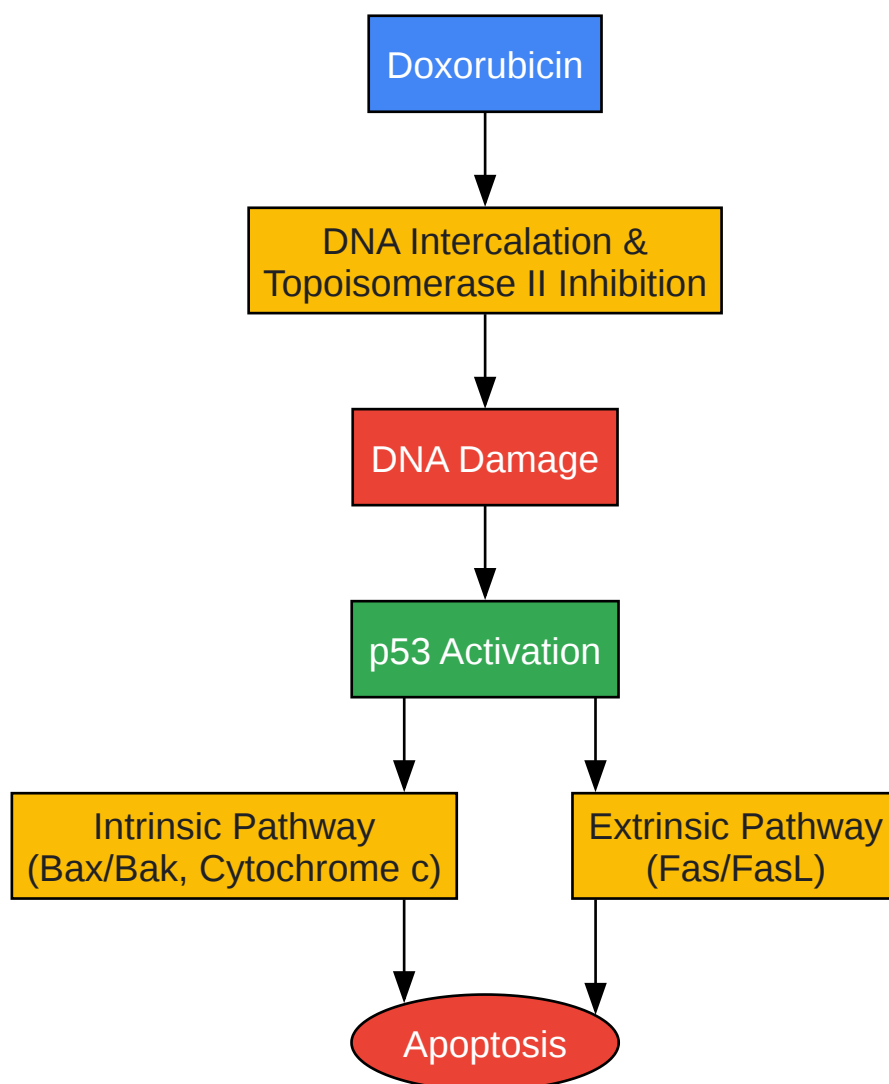 Doxorubicin
DNA Intercalation &
Topoisomerase II Inhibition
DNA Damage
p53 Activation
Intrinsic Pathway
(Bax/Bak, Cytochrome c)
Extrinsic Pathway
(Fas/FasL)
Apoptosis